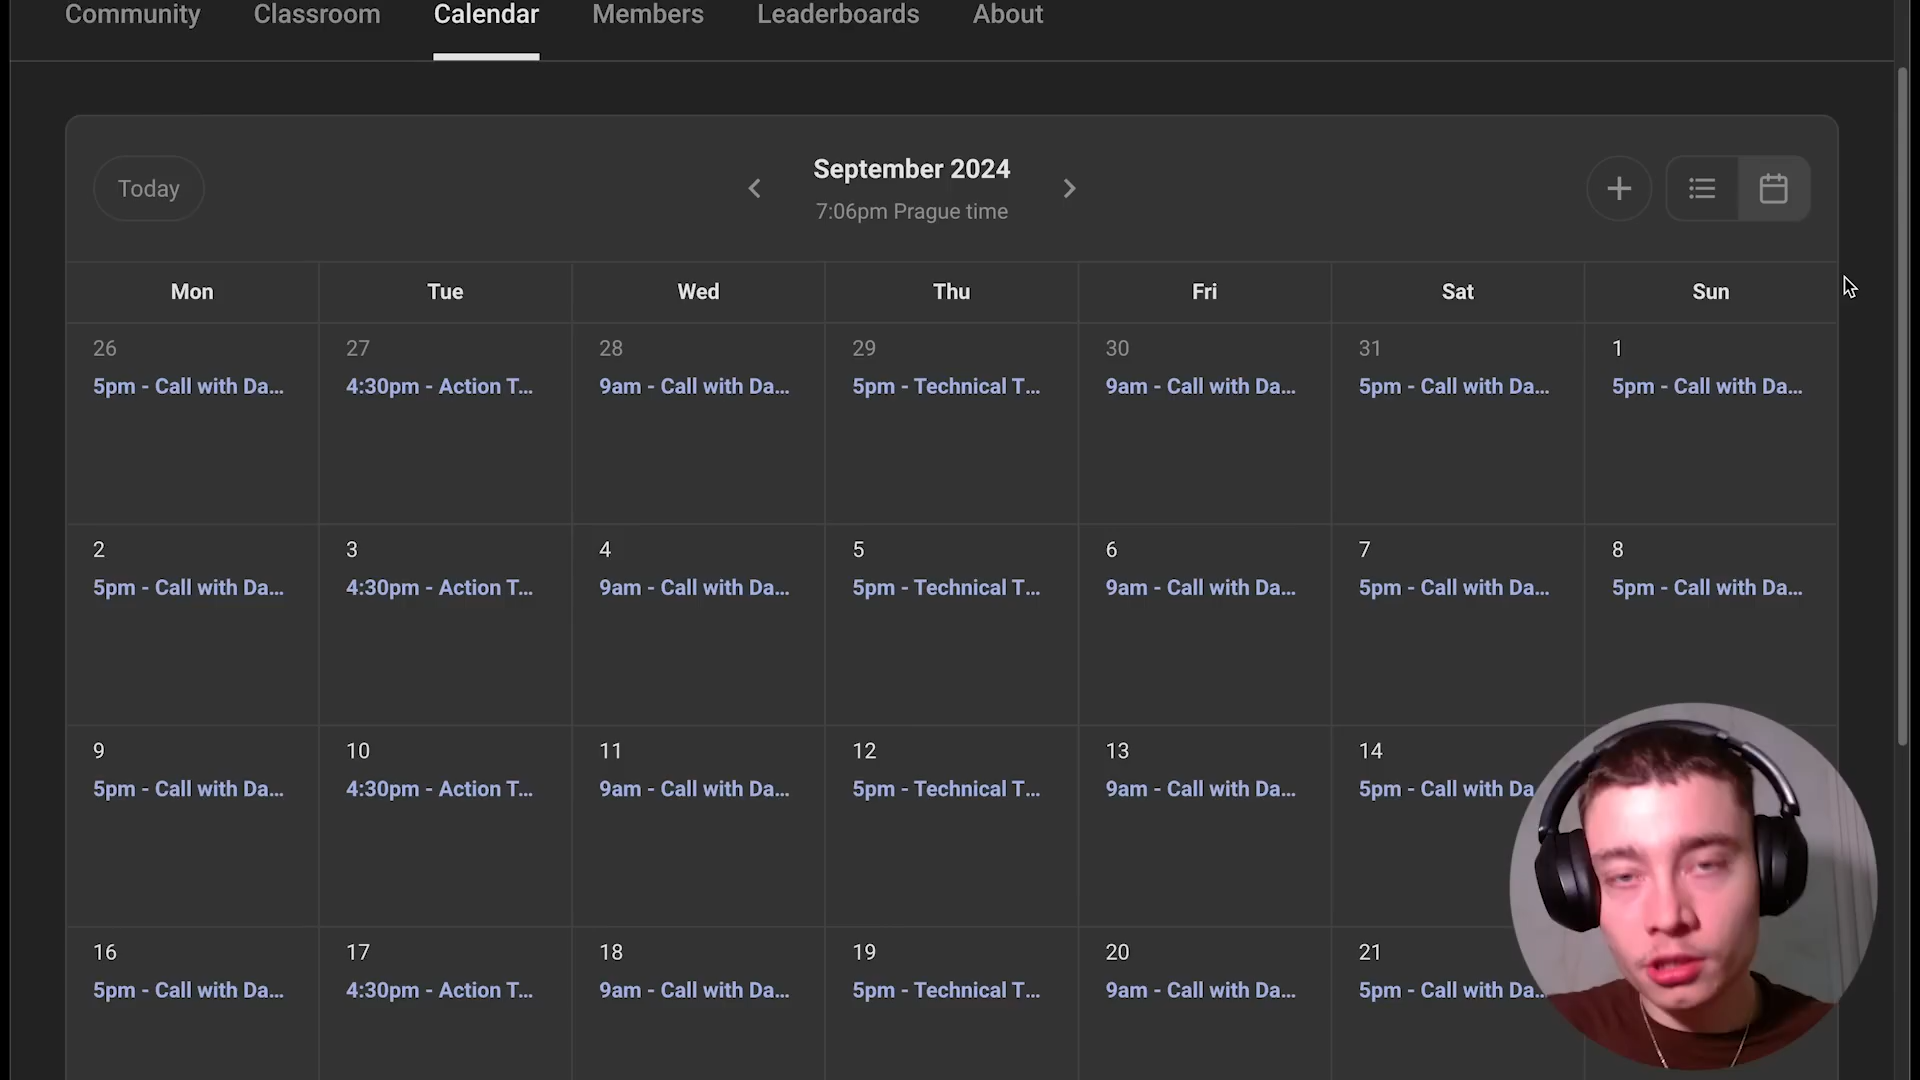 Community Classroom Calendar Members Leaderboards About
Today
September 2024
7:06pm Prague time
Mon Tue Wed Thu Fri Sat Sun
26 27 28 29 30 31 1
5pm - Call with Da... 4:30pm - Action T... 9am - Call with Da... 5pm - Technical T... 9am - Call with Da... 5pm - Call with Da... 5pm - Call with Da...
2 3 4 5 6 7 8
5pm - Call with Da... 4:30pm - Action T... 9am - Call with Da... 5pm - Technical T... 9am - Call with Da... 5pm - Call with Da... 5pm - Call with Da...
9 10 11 12 13 14
5pm - Call with Da... 4:30pm - Action T... 9am - Call with Da... 5pm - Technical T... 9am - Call with Da... 5pm - Call with Da
16 17 18 19 20 21
5pm - Call with Da... 4:30pm - Action T... 9am - Call with Da... 5pm - Technical T... 9am - Call with Da... 5pm - Call with Da...